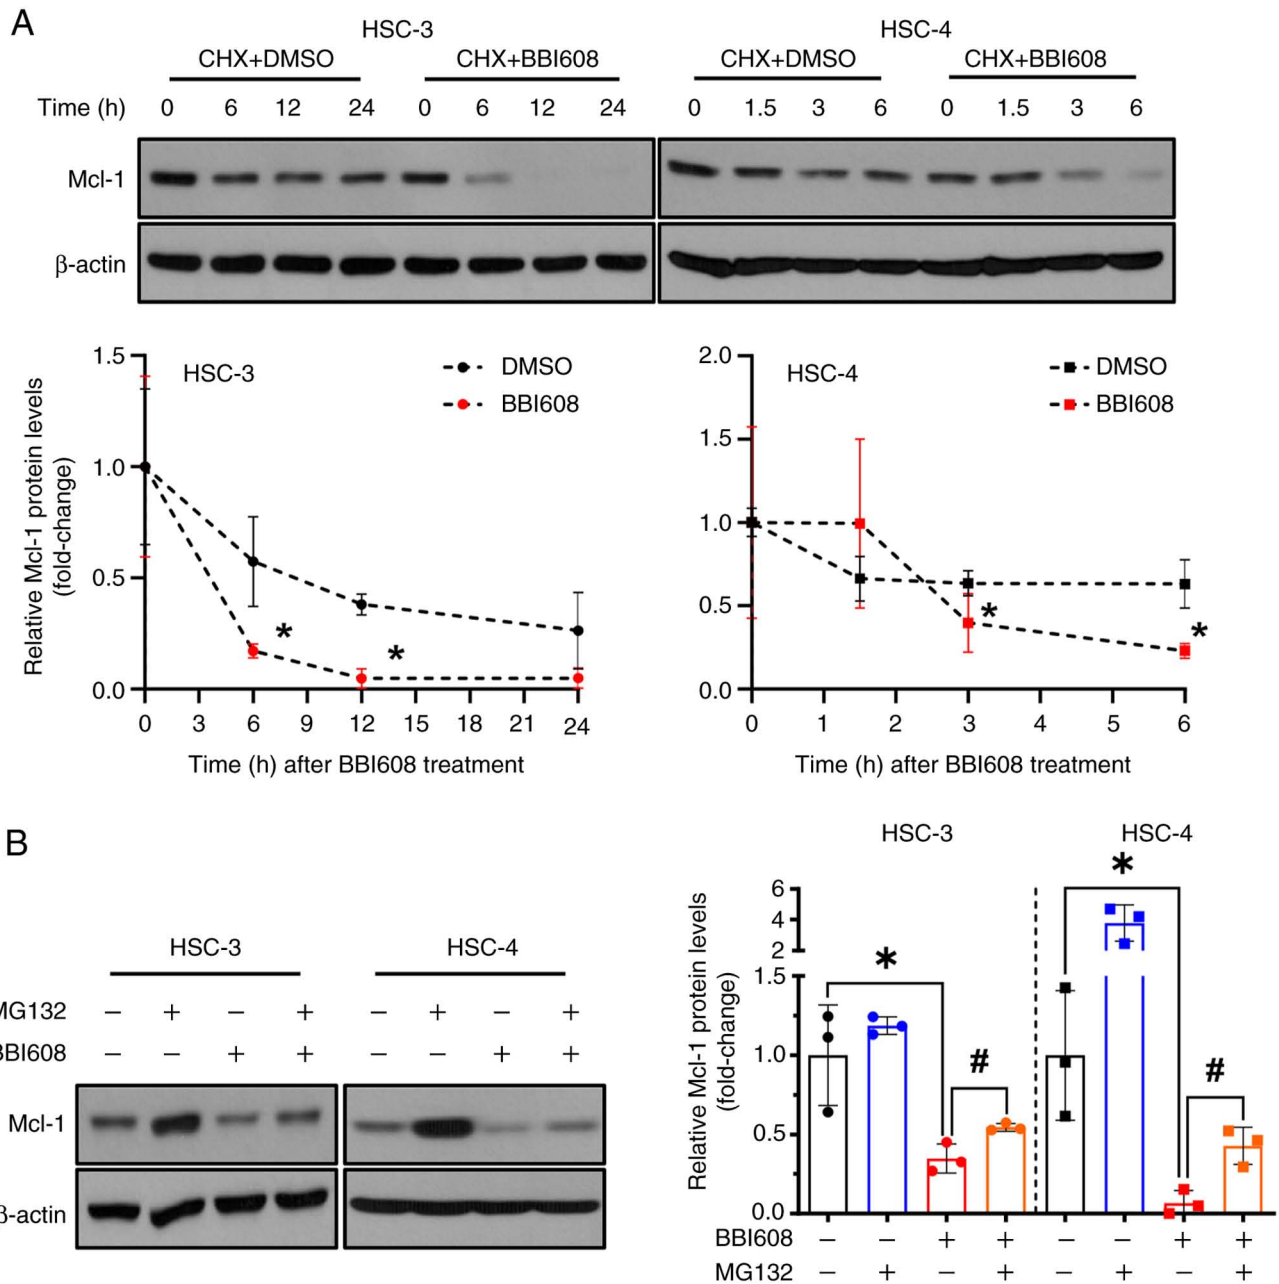 A
HSC-3 HSC-4
CHX+DMSO CHX+BBI608 CHX+DMSO CHX+BBI608
Time (h) 0 6 12 24 0 6 12 24 0 1.5 3 6 0 1.5 3 6
Mcl-1
β-actin
Relative Mcl-1 protein levels
(fold-change)
1.5
1.0
0.5
0.0
HSC-3
DMSO
BBI608
*
*
0 3 6 9 12 15 18 21 24
Time (h) after BBI608 treatment
2.0
1.5
1.0
0.5
0.0
HSC-4
DMSO
BBI608
*
*
0 1 2 3 4 5 6
Time (h) after BBI608 treatment
B
HSC-3 HSC-4
MG132 – + – + – + – +
BBI608 – – + + – – + +
Mcl-1
β-actin
HSC-3 HSC-4
Relative Mcl-1 protein levels
(fold-change)
6
4
2
1.5
1.0
0.5
0.0
*
#
*
#
BBI608 – – + + – – + +
MG132 – + – + – + – +